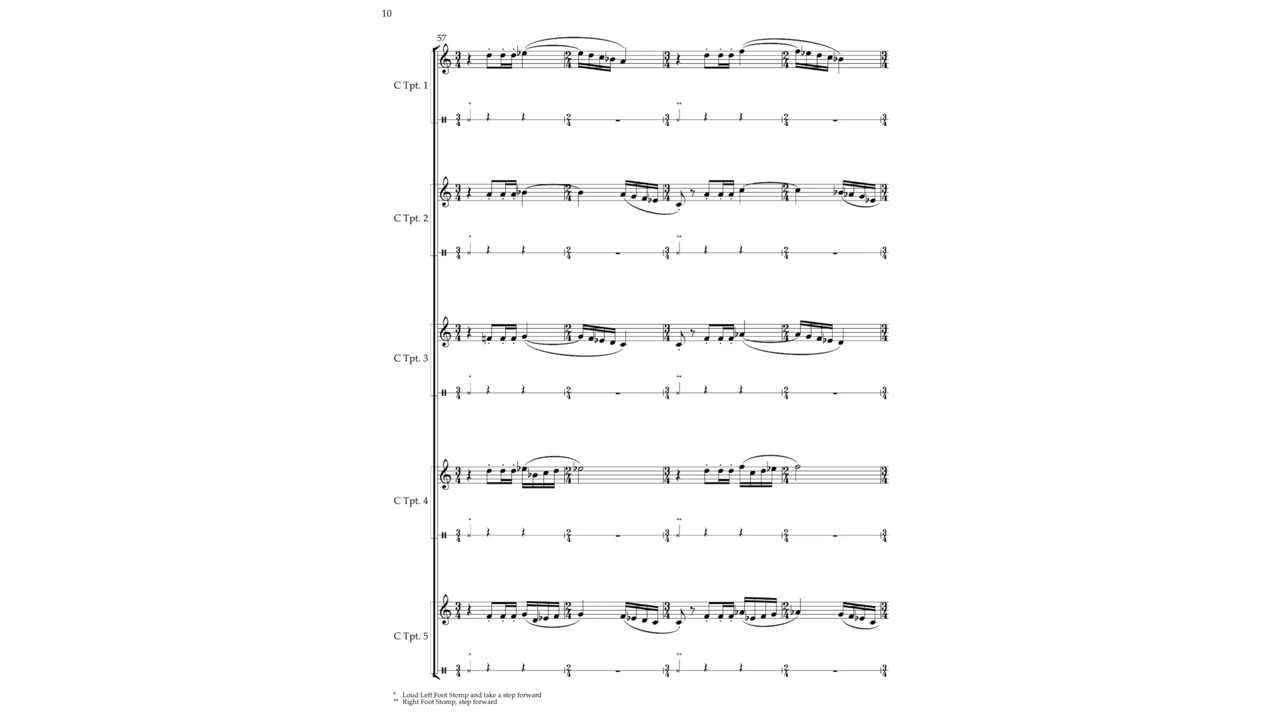 10
57
C Tpt. 1
*
**
C Tpt. 2
*
**
C Tpt. 3
*
**
C Tpt. 4
*
**
C Tpt. 5
*
**
* Loud Left Foot Stomp and take a step forward
** Right Foot Stomp, step forward